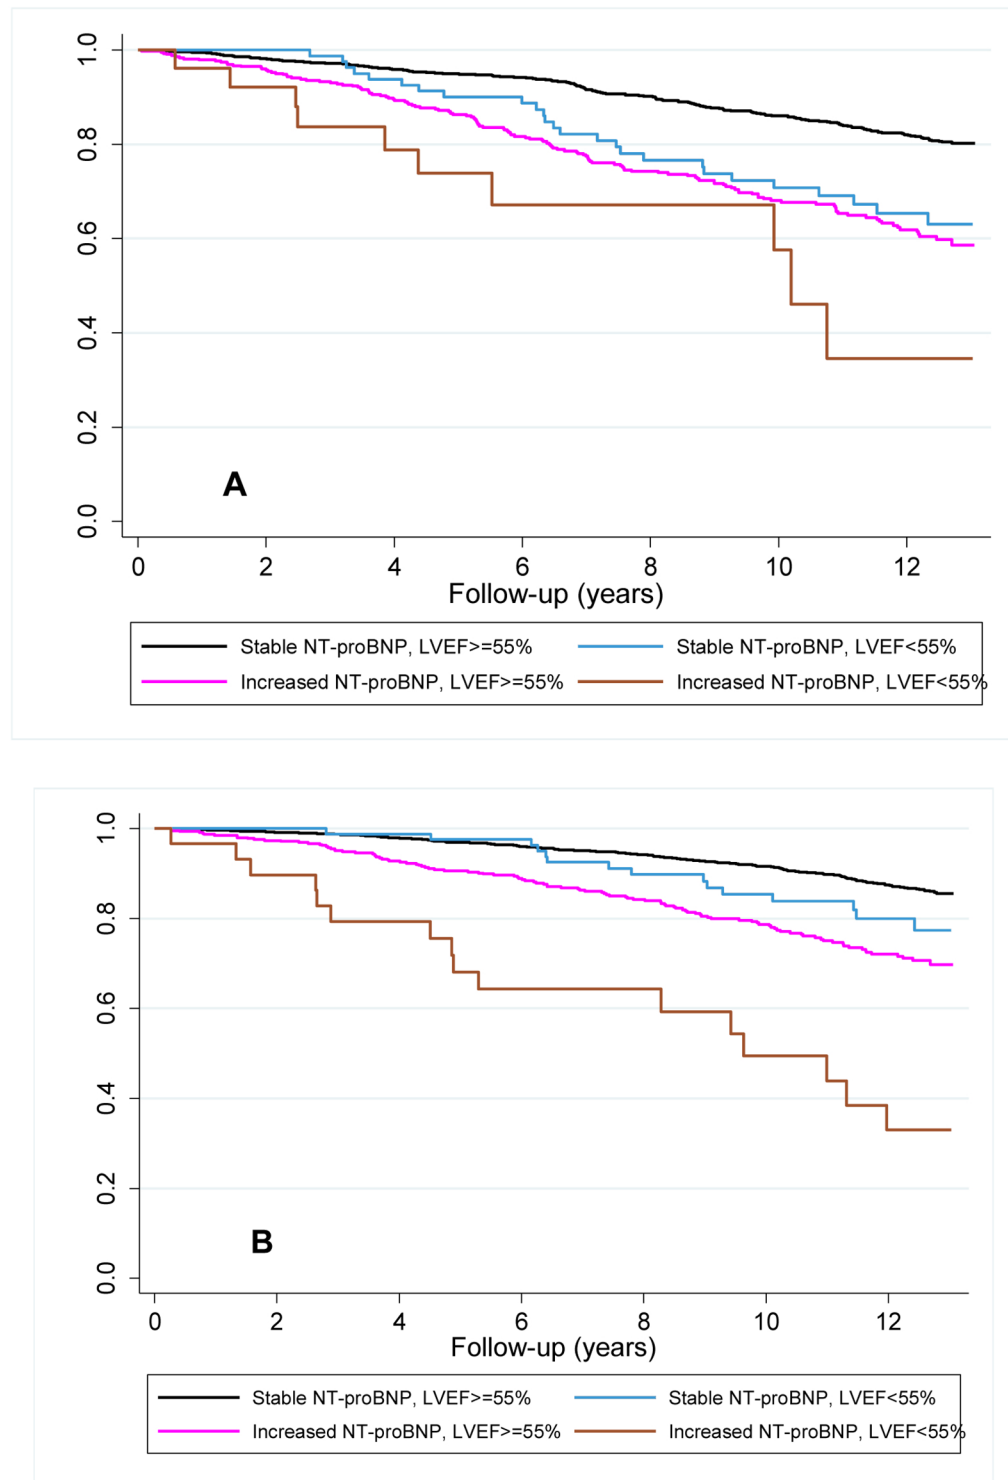 1.0
0.8
0.6
0.4
0.2
0.0
A
0 2 4 6 8 10 12
Follow-up (years)
Stable NT-proBNP, LVEF>=55% Stable NT-proBNP, LVEF<55%
Increased NT-proBNP, LVEF>=55% Increased NT-proBNP, LVEF<55%
1.0
0.8
0.6
0.4
0.2
0.0
B
0 2 4 6 8 10 12
Follow-up (years)
Stable NT-proBNP, LVEF>=55% Stable NT-proBNP, LVEF<55%
Increased NT-proBNP, LVEF>=55% Increased NT-proBNP, LVEF<55%